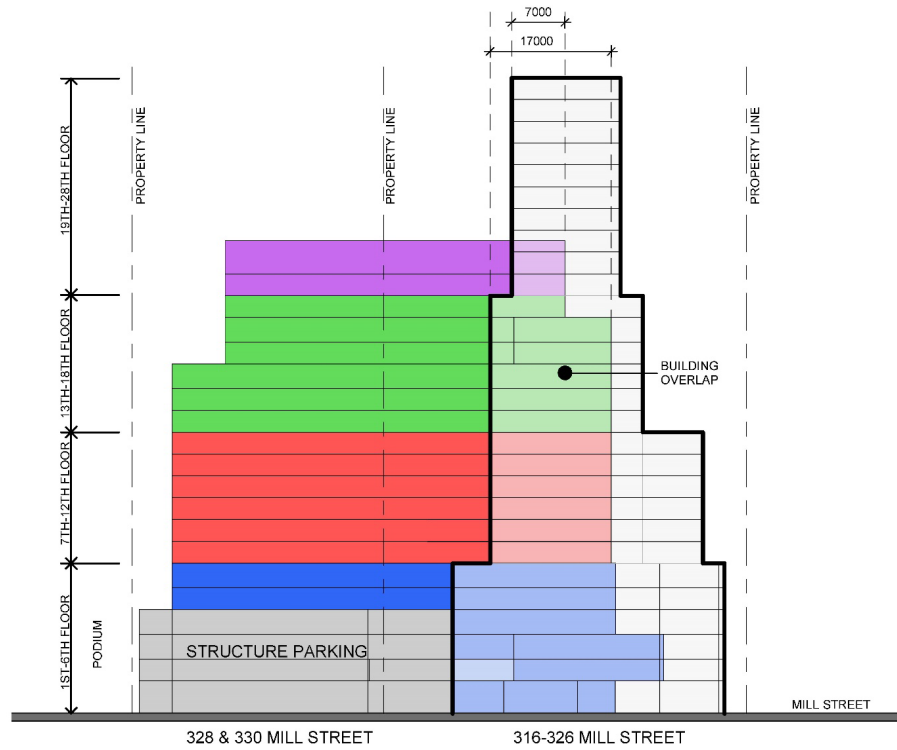 7000
17000
19TH-28TH FLOOR
PROPERTY LINE
PROPERTY LINE
PROPERTY LINE
13TH-18TH FLOOR
BUILDING
OVERLAP
7TH-12TH FLOOR
1ST-6TH FLOOR
PODIUM
STRUCTURE PARKING
MILL STREET
328 & 330 MILL STREET
316-326 MILL STREET